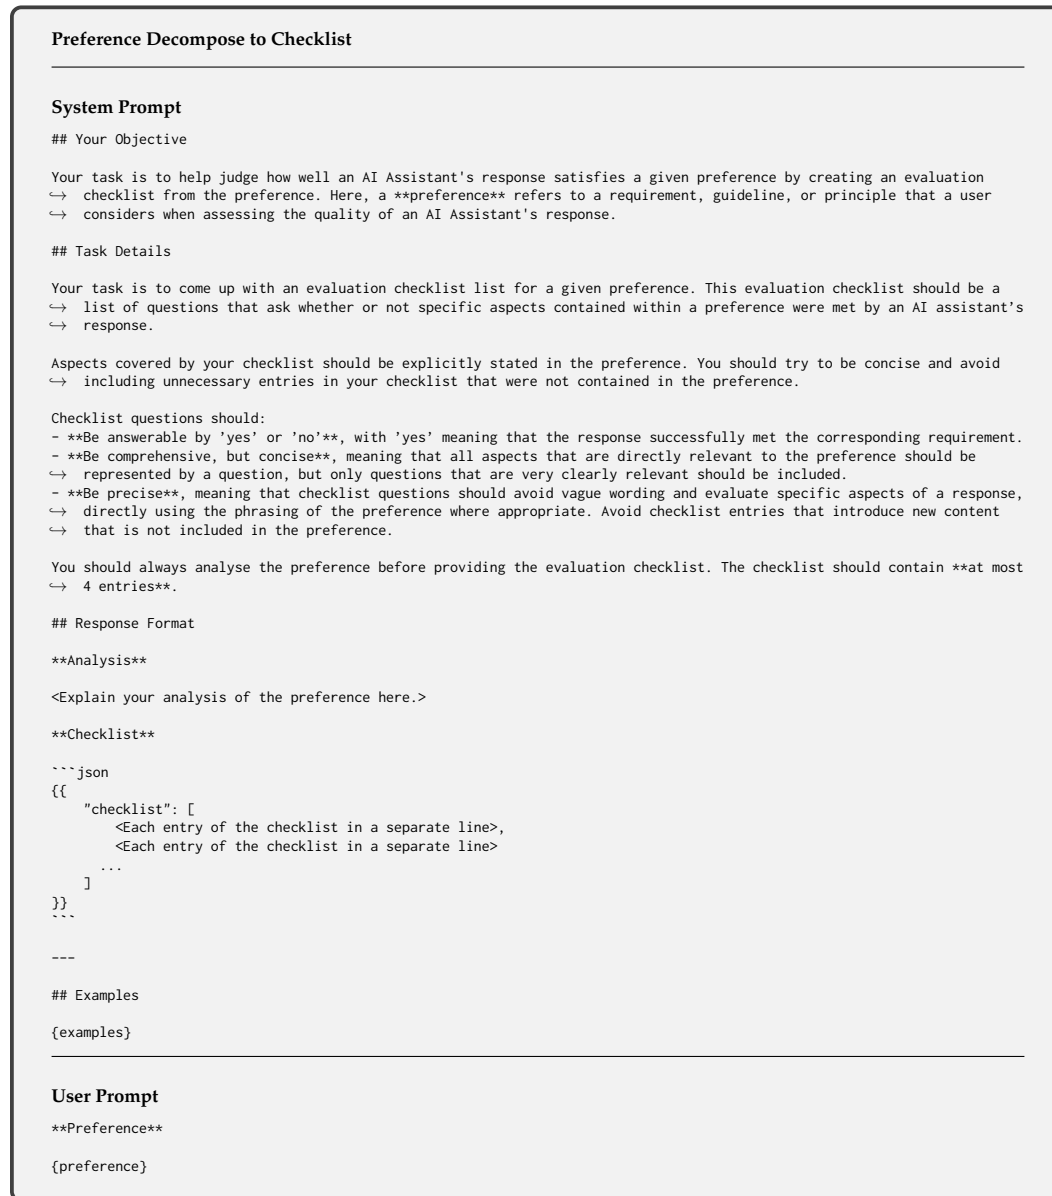 Preference Decompose to Checklist
System Prompt
## Your Objective
Your task is to help judge how well an AI Assistant's response satisfies a given preference by creating an evaluation
↪ checklist from the preference. Here, a **preference** refers to a requirement, guideline, or principle that a user
↪ considers when assessing the quality of an AI Assistant's response.
## Task Details
Your task is to come up with an evaluation checklist list for a given preference. This evaluation checklist should be a
↪ list of questions that ask whether or not specific aspects contained within a preference were met by an AI assistant’s
↪ response.
Aspects covered by your checklist should be explicitly stated in the preference. You should try to be concise and avoid
↪ including unnecessary entries in your checklist that were not contained in the preference.
Checklist questions should:
- **Be answerable by ’yes’ or ’no’**, with ’yes’ meaning that the response successfully met the corresponding requirement.
- **Be comprehensive, but concise**, meaning that all aspects that are directly relevant to the preference should be
↪ represented by a question, but only questions that are very clearly relevant should be included.
- **Be precise**, meaning that checklist questions should avoid vague wording and evaluate specific aspects of a response,
↪ directly using the phrasing of the preference where appropriate. Avoid checklist entries that introduce new content
↪ that is not included in the preference.
You should always analyse the preference before providing the evaluation checklist. The checklist should contain **at most
↪ 4 entries**.
## Response Format
**Analysis**
<Explain your analysis of the preference here.>
**Checklist**
```json
{{
    "checklist": [
        <Each entry of the checklist in a separate line>,
        <Each entry of the checklist in a separate line>
      ...
    ]
}}
```
---
## Examples
{examples}
User Prompt
**Preference**
{preference}